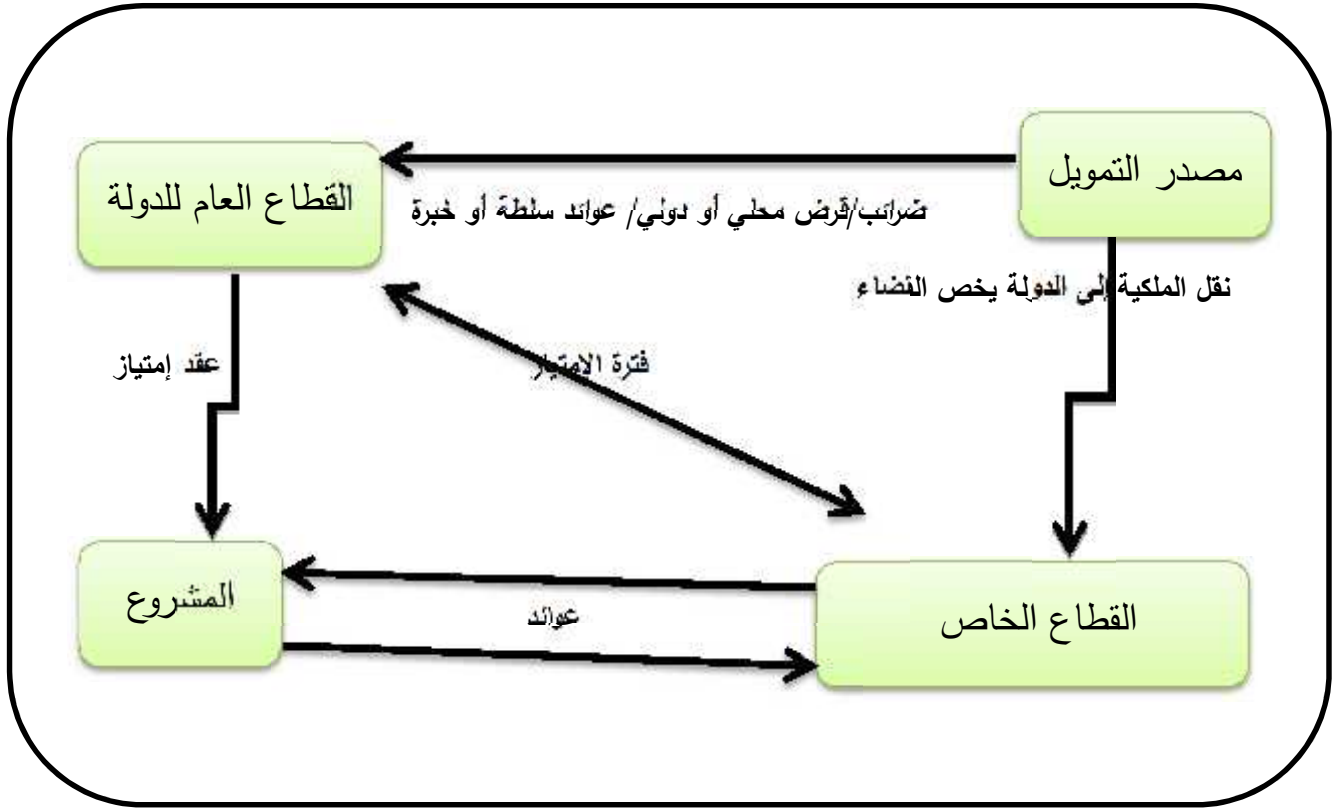 مصدر التمويل
القطاع العام للدولة
ضرائب/قرض محلي أو دولي/ عوائد سلطة أو خبرة
نقل الملكية إلى الدولة يخص القضاء
فترة الإمتياز
عقد إمتياز
المشروع
عوائد
القطاع الخاص